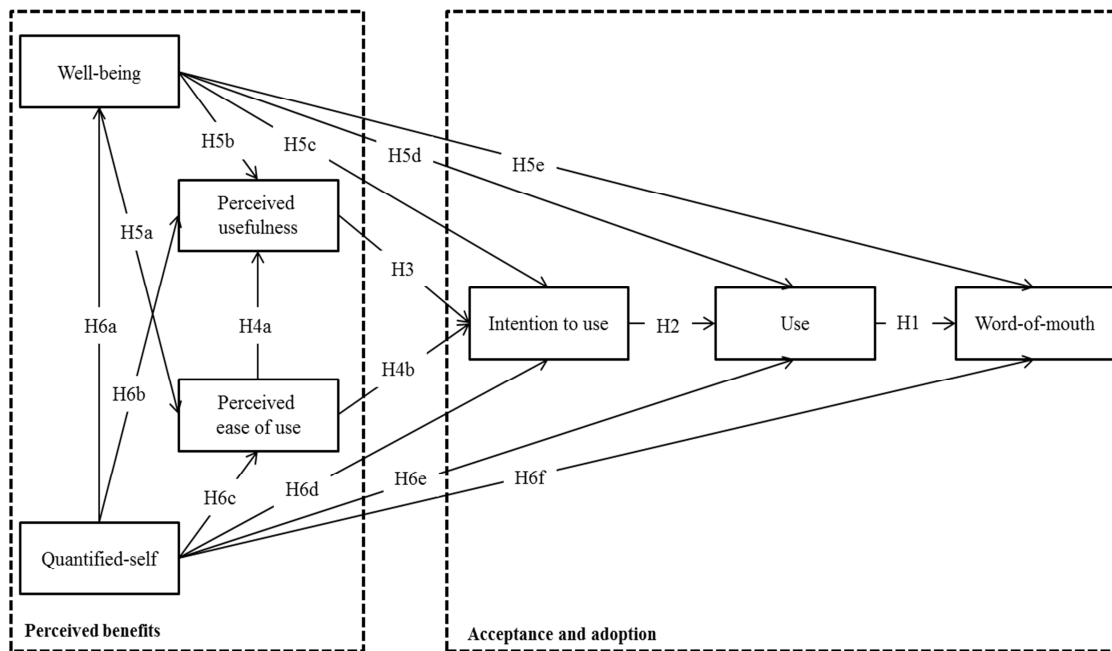 Well-being
H5b
H5c
H5d
H5e
Perceived
usefulness
H5a
H3
H6a
H4a
Intention to use
H2
Use
H1
Word-of-mouth
H6b
H4b
Perceived
ease of use
H6c
H6d
H6e
H6f
Quantified-self
Perceived benefits
Acceptance and adoption